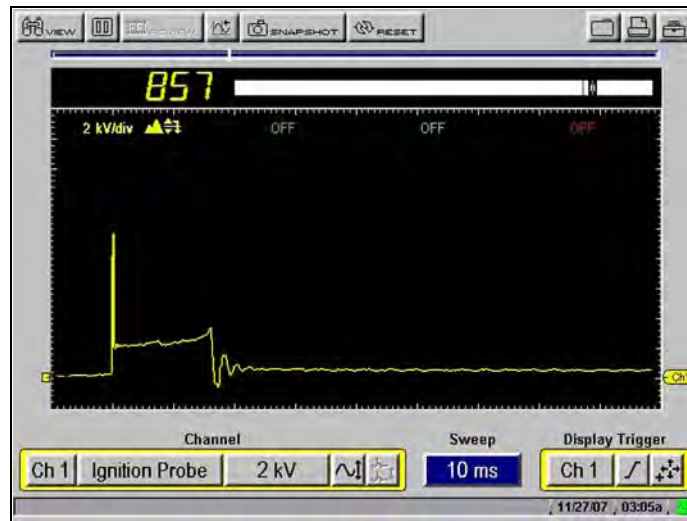 VIEW SNAPSHOT RESET
857
2 kV/div OFF OFF OFF
Ch1
Channel Sweep Display Trigger
Ch 1 Ignition Probe 2 kV 10 ms Ch 1
, 11/27/07 , 03:05a ,